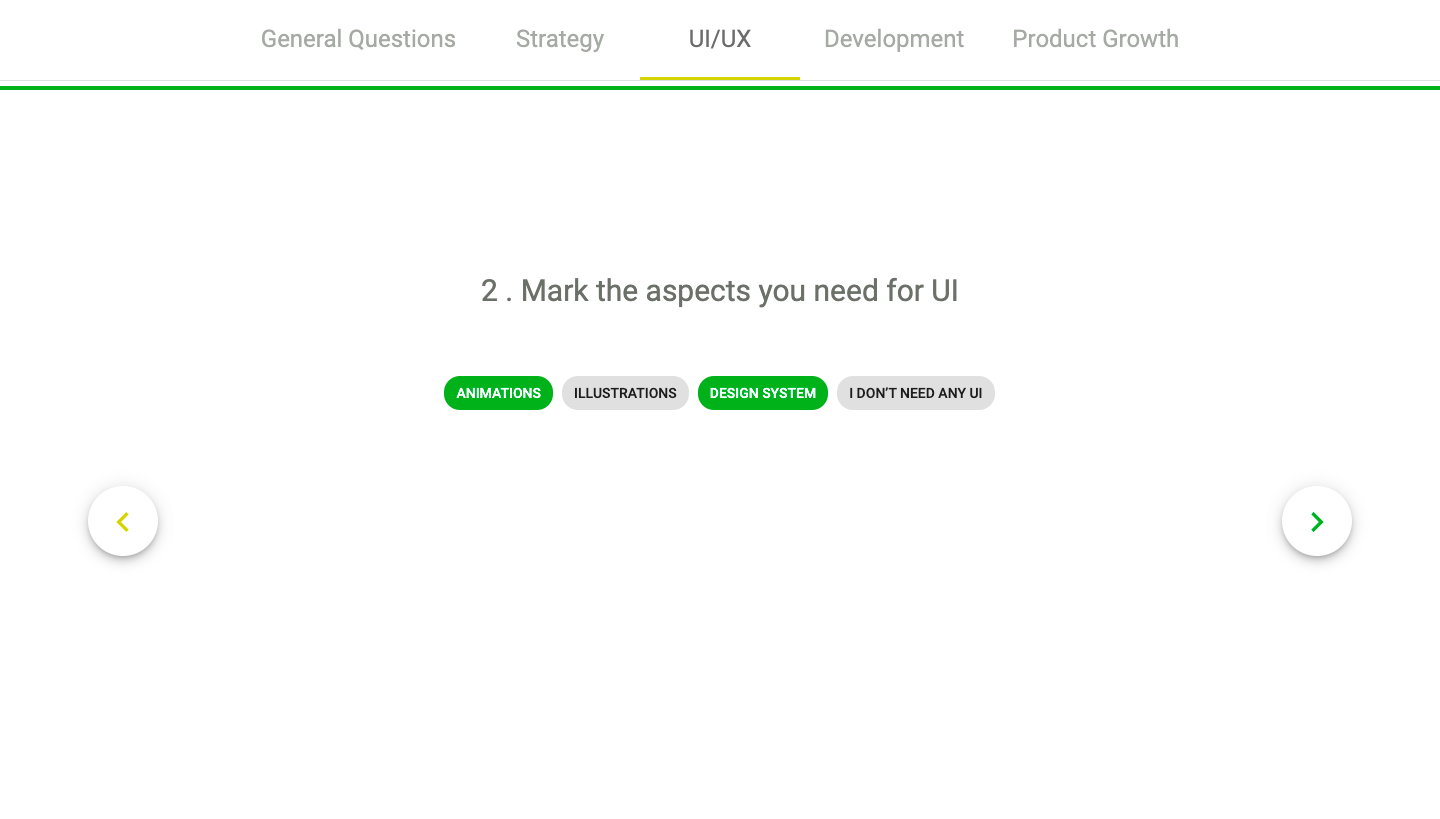 General Questions Strategy UI/UX Development Product Growth
2 . Mark the aspects you need for UI
ANIMATIONS ILLUSTRATIONS DESIGN SYSTEM I DON’T NEED ANY UI